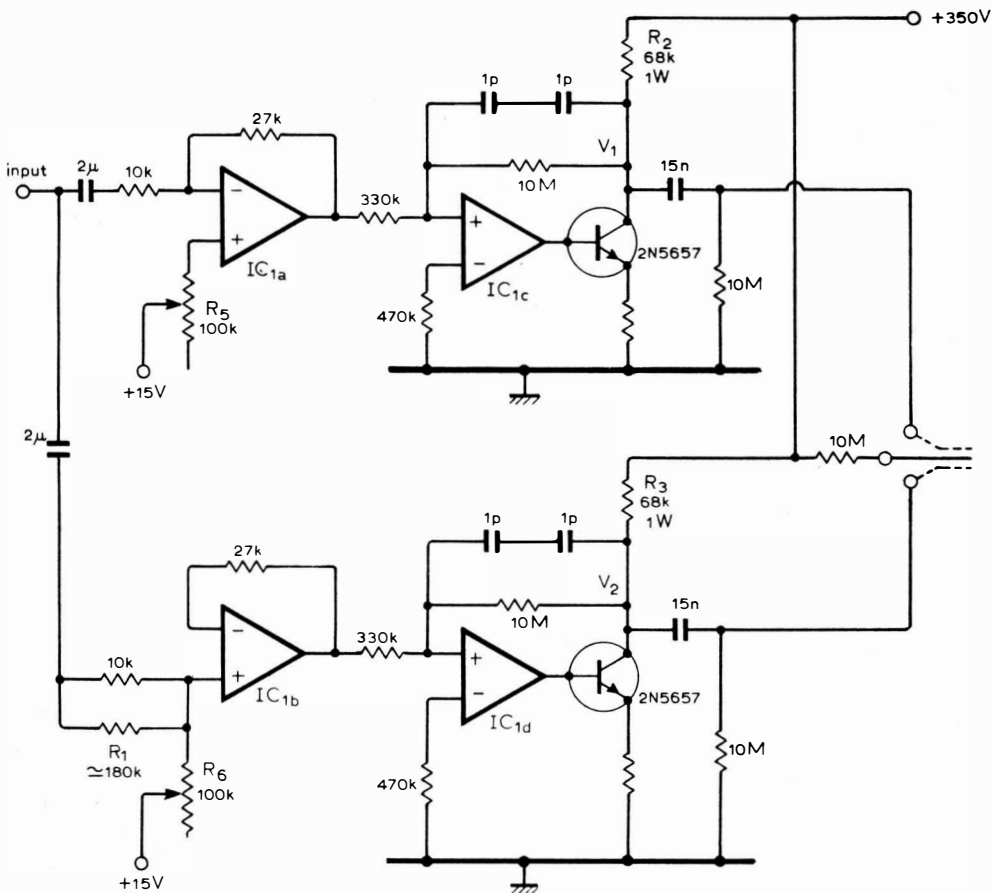 +350V
R2
68k
1W
1p
1p
27k
V1
input
2µ
10k
10M
15n
−
330k
+
+
2N5657
IC1a
−
R5
100k
IC1c
10M
470k
+15V
2µ
10M
R3
68k
1W
1p
1p
27k
V2
−
330k
10M
15n
10k
+
+
IC1b
−
2N5657
R1
≃180k
IC1d
R6
100k
470k
10M
+15V